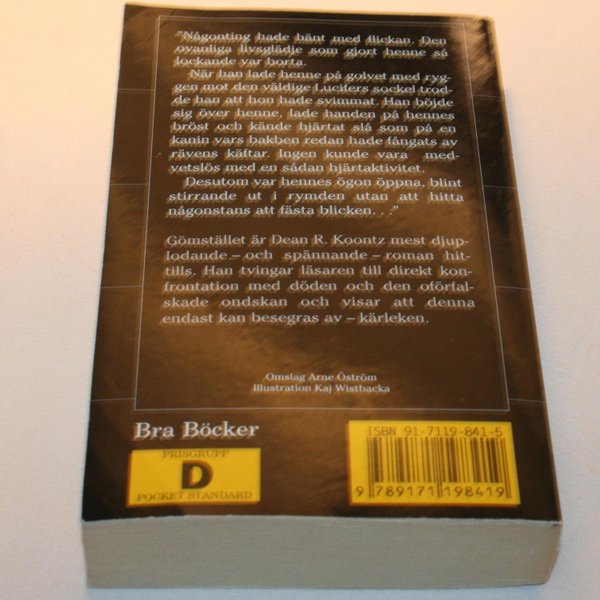 "Någonting hade hänt med flickan. Den
ovanliga livsglädje som gjort henne så
lockande var borta.
När han lade henne på golvet med ryg-
gen mot den väldige Lucifers sockel trod-
de han att hon hade svimmat. Han böjde
sig över henne, lade handen på hennes
bröst och kände hjärtat slå som på en
kanin vars bakben redan hade fångats av
rävens käftar. Ingen kunde vara med-
vetslös med en sådan hjärtaktivitet.
Desutom var hennes ögon öppna, blint
stirrande ut i rymden utan att hitta
någonstans att fästa blicken. . ."
Gömstället är Dean R. Koontz mest djup-
lodande – och spännande – roman hit-
tills. Han tvingar läsaren till direkt kon-
frontation med döden och den oförfal-
skade ondskan och visar att denna
endast kan besegras av – kärleken.
Omslag Arne Öström
Illustration Kaj Wistbacka
Bra Böcker
PRISGRUPP
D
POCKET STANDARD
ISBN 91-7119-841-5
9 789171 198419